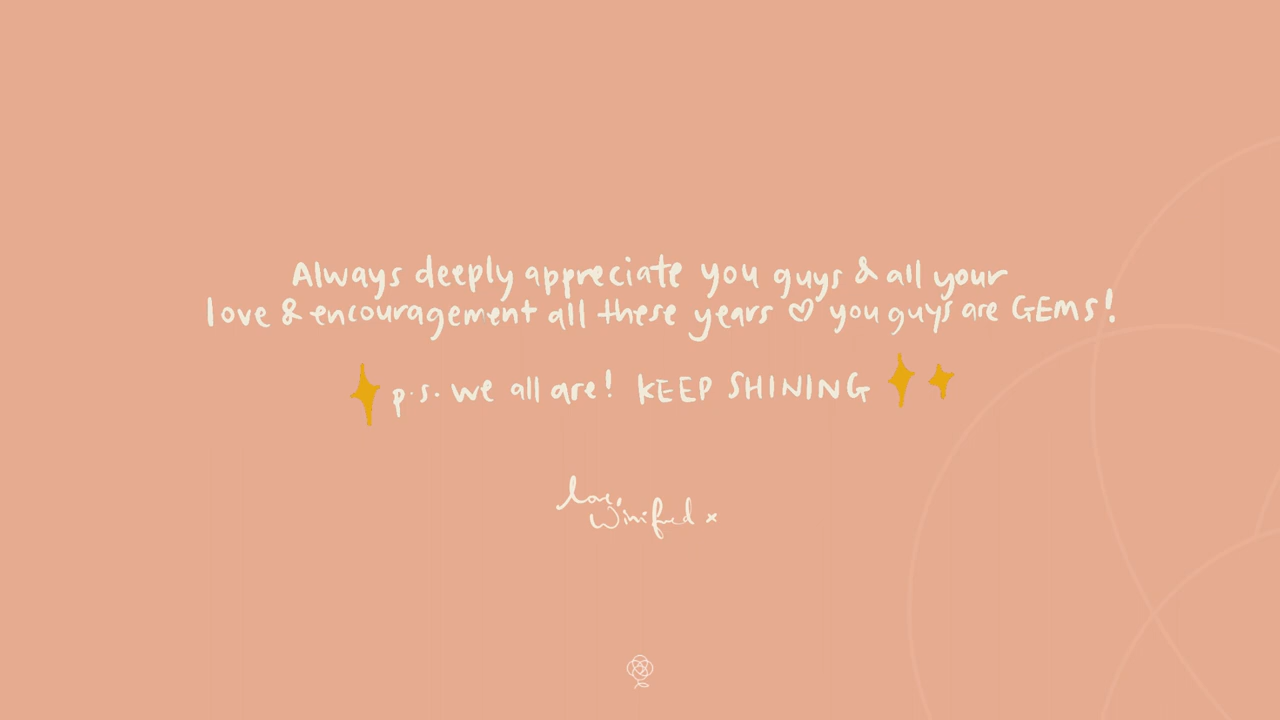 Always deeply appreciate you guys & all your
love & encouragement all these years ♡ you guys are GEMS!
p.s. we all are! KEEP SHINING
love,
Winifred x